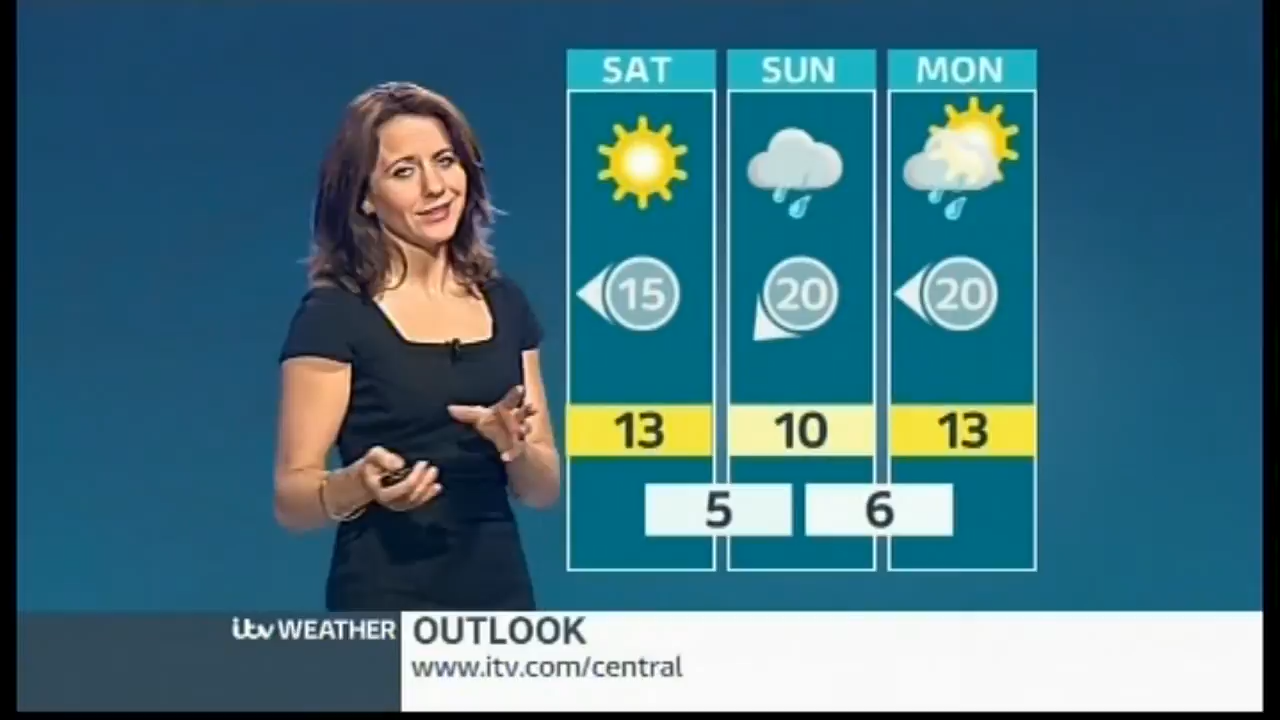 SAT SUN MON
15 20 20
13 10 13
5 6
itv WEATHER
OUTLOOK
www.itv.com/central